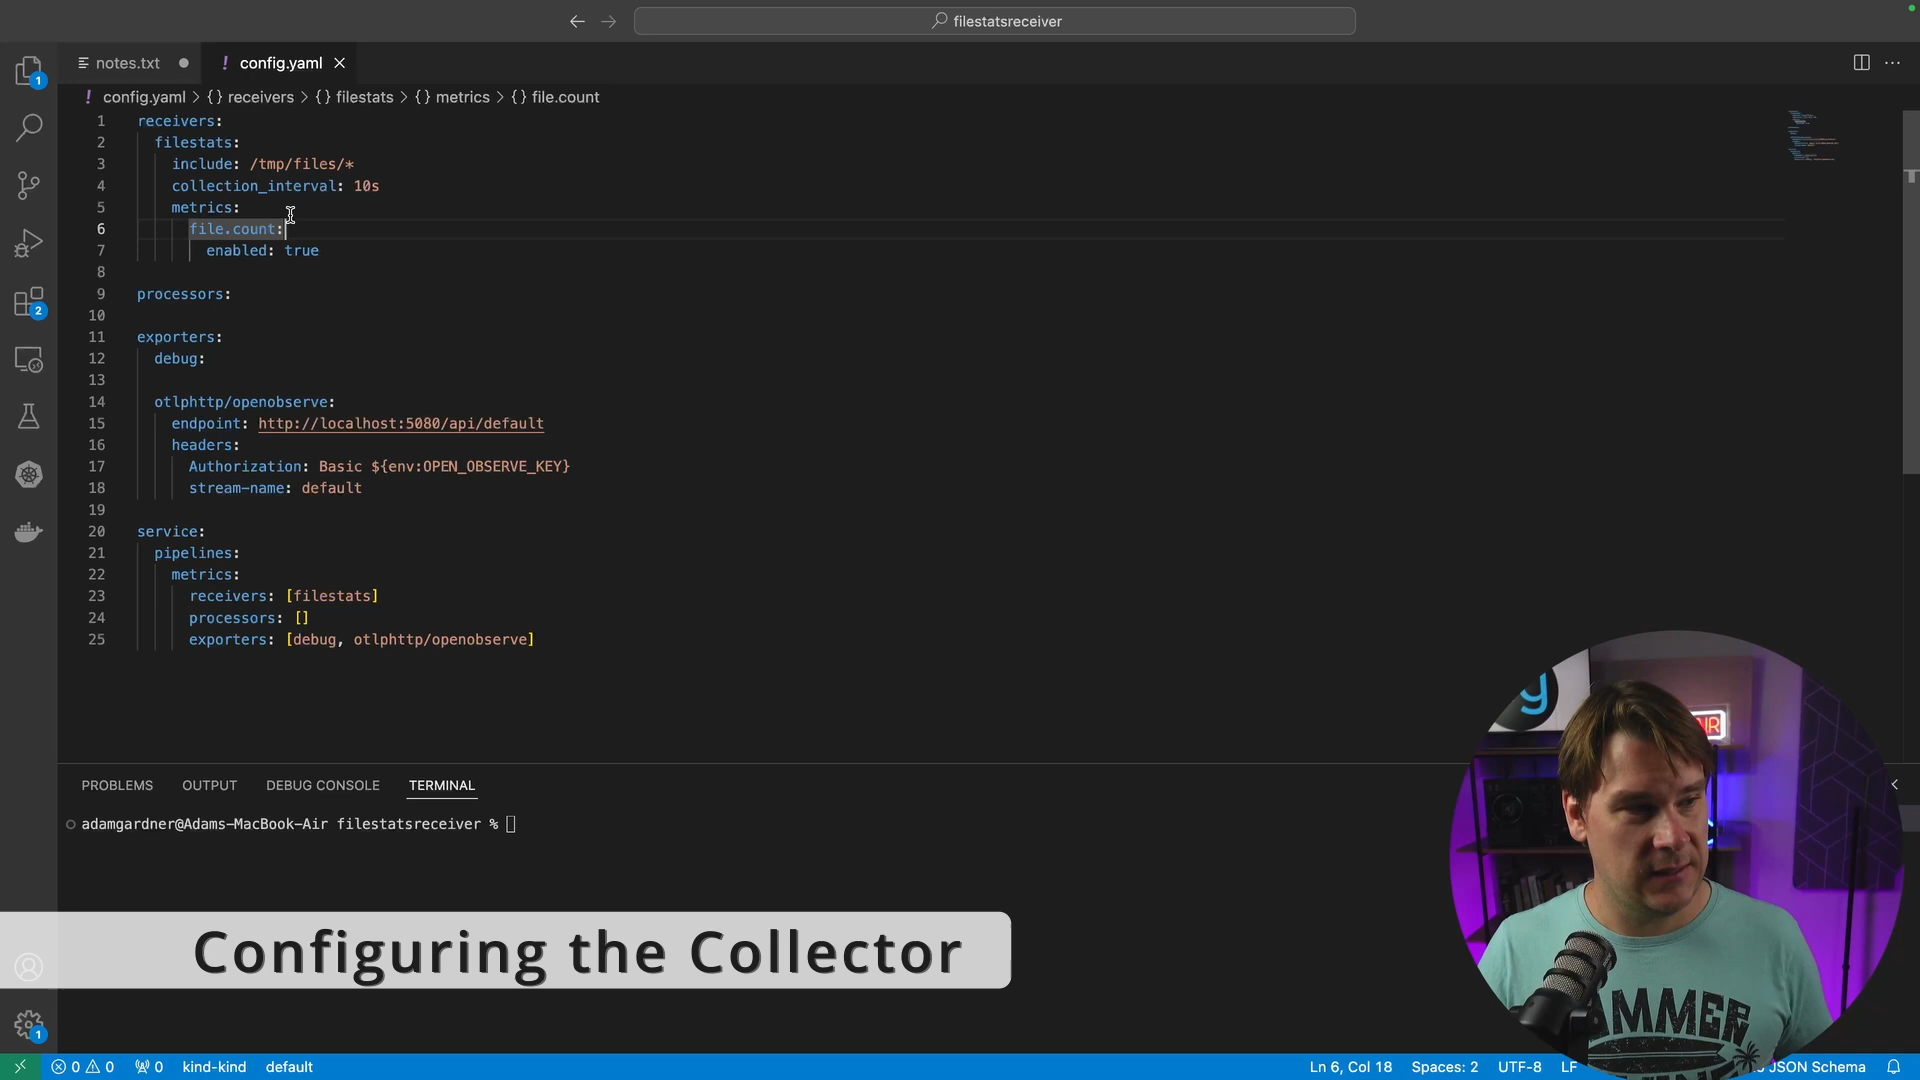 filestatsreceiver
notes.txt
config.yaml
config.yaml > {} receivers > {} filestats > {} metrics > {} file.count
1 receivers:
2 filestats:
3 include: /tmp/files/*
4 collection_interval: 10s
5 metrics:
6 file.count:
7 enabled: true
8
9 processors:
10
11 exporters:
12 debug:
13
14 otlphttp/openobserve:
15 endpoint: http://localhost:5080/api/default
16 headers:
17 Authorization: Basic ${env:OPEN_OBSERVE_KEY}
18 stream-name: default
19
20 service:
21 pipelines:
22 metrics:
23 receivers: [filestats]
24 processors: []
25 exporters: [debug, otlphttp/openobserve]
1
2
PROBLEMS OUTPUT DEBUG CONSOLE TERMINAL
adamgardner@Adams-MacBook-Air filestatsreceiver %
Configuring the Collector
1
0 0 0 kind-kind default
Ln 6, Col 18 Spaces: 2 UTF-8 LF JSON Schema